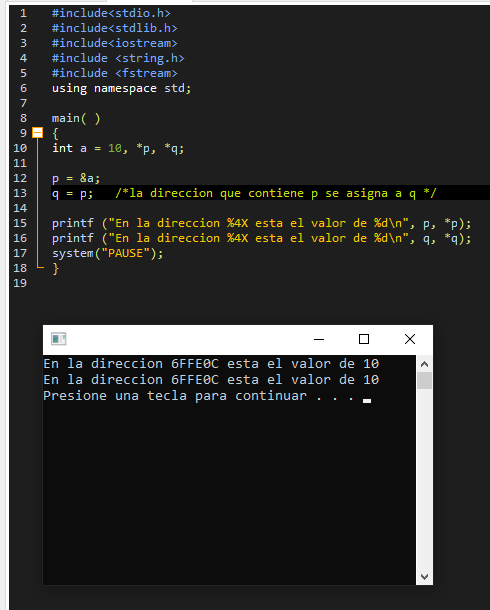 1 #include<stdio.h>
2 #include<stdlib.h>
3 #include<iostream>
4 #include <string.h>
5 #include <fstream>
6 using namespace std;
7
8 main( )
9 {
10 int a = 10, *p, *q;
11
12 p = &a;
13 q = p;   /*la direccion que contiene p se asigna a q */
14
15 printf ("En la direccion %4X esta el valor de %d\n", p, *p);
16 printf ("En la direccion %4X esta el valor de %d\n", q, *q);
17 system("PAUSE");
18 }
19
En la direccion 6FFE0C esta el valor de 10
En la direccion 6FFE0C esta el valor de 10
Presione una tecla para continuar . . .